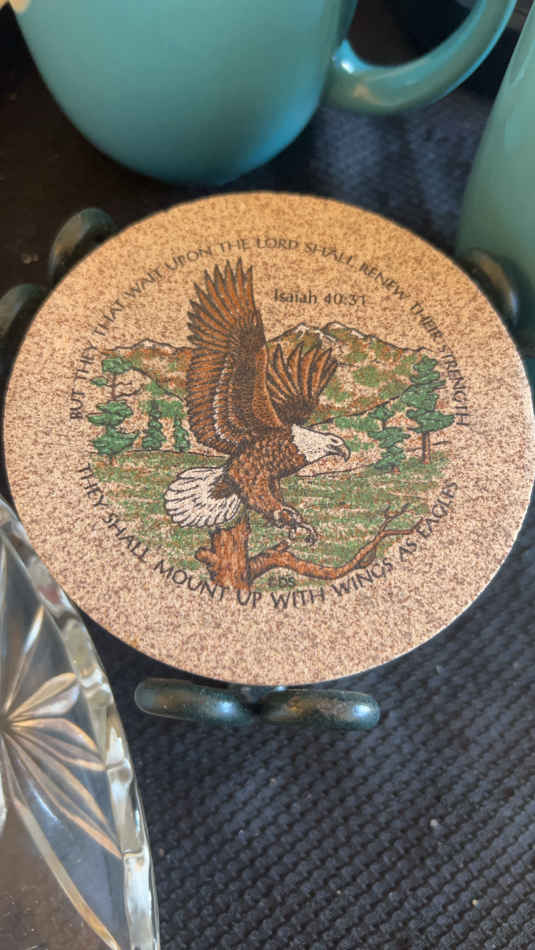 BUT THEY THAT WAIT UPON THE LORD SHALL RENEW THEIR STRENGTH
Isaiah 40:31
THEY SHALL MOUNT UP WITH WINGS AS EAGLES